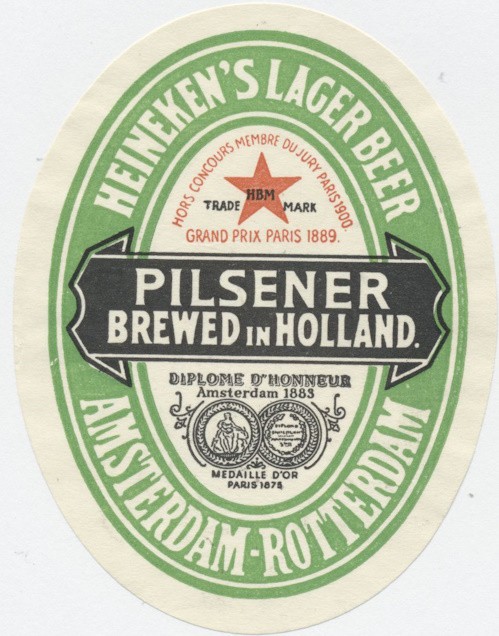 HEINEKEN'S LAGER BEER
HORS CONCOURS MEMBRE DU JURY PARIS 1900.
HBM
TRADE MARK
GRAND PRIX PARIS 1889.
PILSENER
BREWED IN HOLLAND.
DIPLOME D'HONNEUR
Amsterdam 1883
MEDAILLE D'OR
PARIS 1875
AMSTERDAM-ROTTERDAM